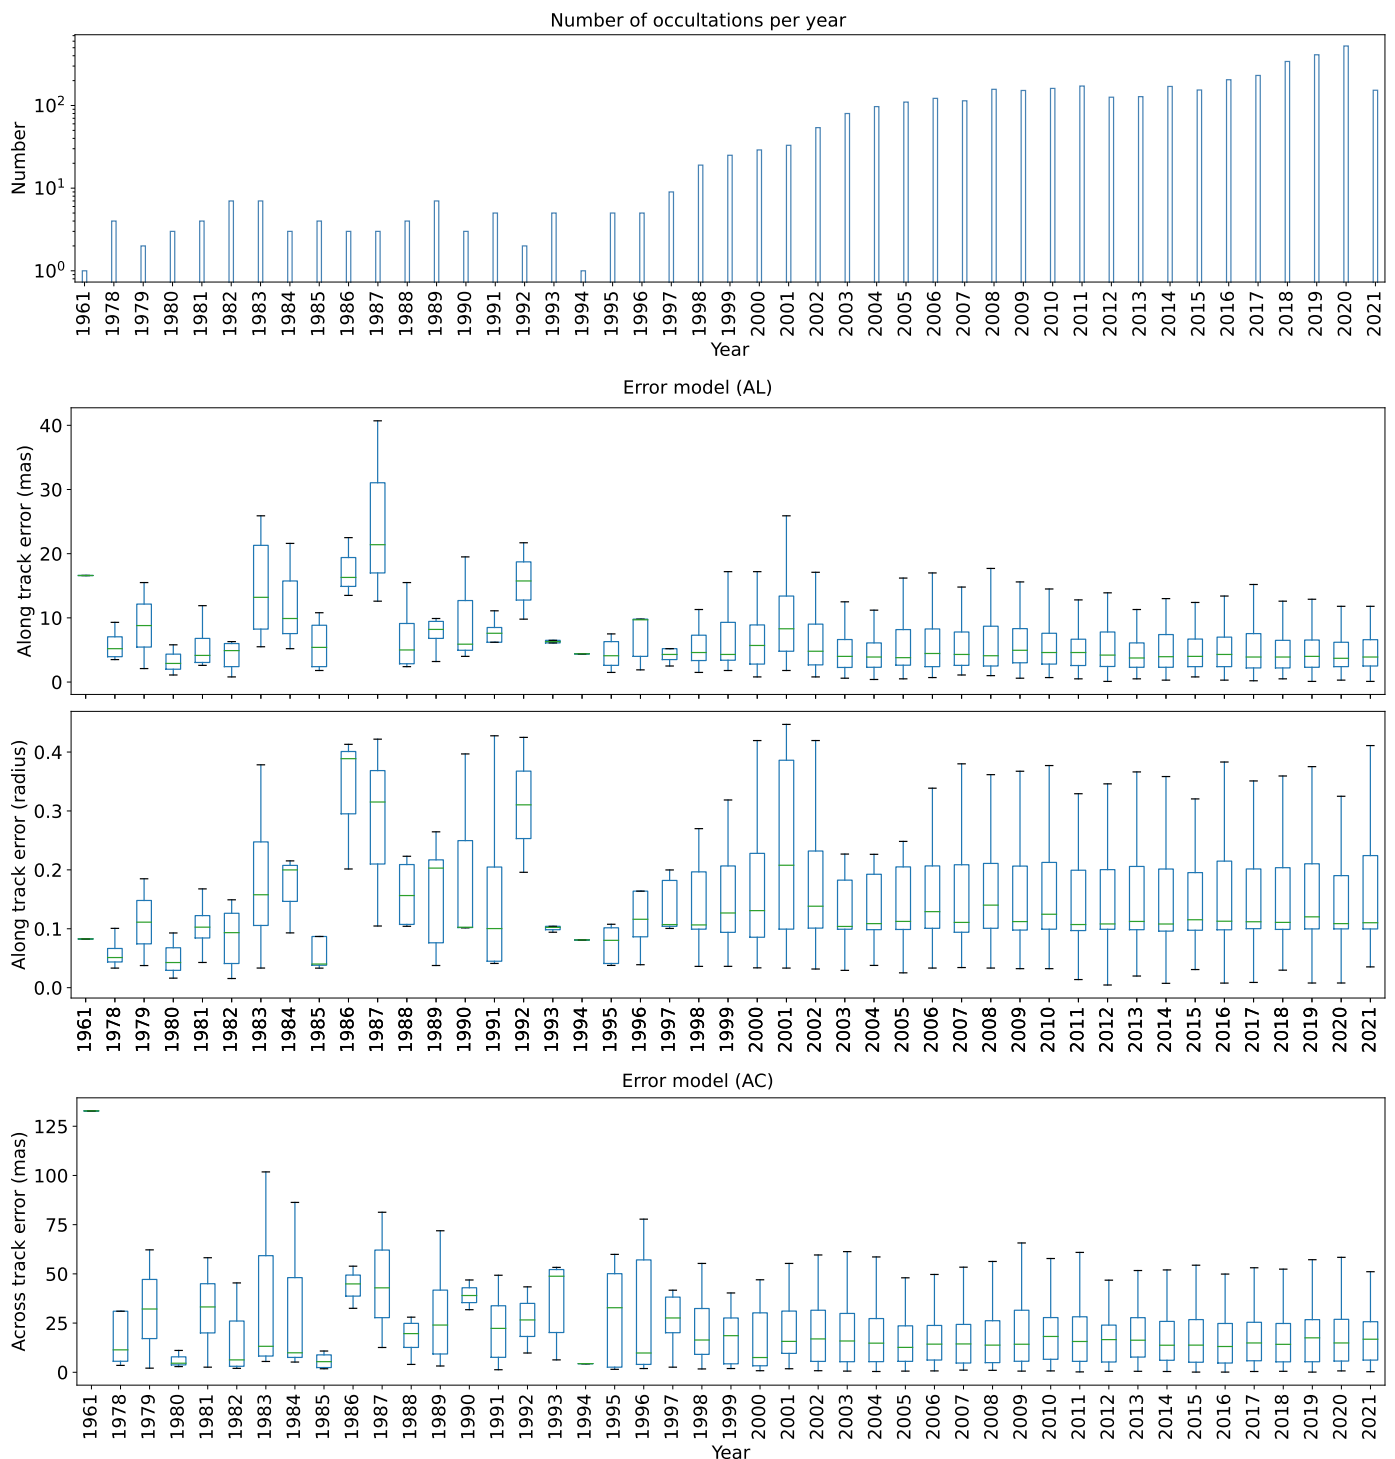 Number of occultations per year
Number
10²
10¹
10⁰
1961 1978 1979 1980 1981 1982 1983 1984 1985 1986 1987 1988 1989 1990 1991 1992 1993 1994 1995 1996 1997 1998 1999 2000 2001 2002 2003 2004 2005 2006 2007 2008 2009 2010 2011 2012 2013 2014 2015 2016 2017 2018 2019 2020 2021
Year
Error model (AL)
Along track error (mas)
40
30
20
10
0
Along track error (radius)
0.4
0.3
0.2
0.1
0.0
1961 1978 1979 1980 1981 1982 1983 1984 1985 1986 1987 1988 1989 1990 1991 1992 1993 1994 1995 1996 1997 1998 1999 2000 2001 2002 2003 2004 2005 2006 2007 2008 2009 2010 2011 2012 2013 2014 2015 2016 2017 2018 2019 2020 2021
Error model (AC)
Across track error (mas)
125
100
75
50
25
0
1961 1978 1979 1980 1981 1982 1983 1984 1985 1986 1987 1988 1989 1990 1991 1992 1993 1994 1995 1996 1997 1998 1999 2000 2001 2002 2003 2004 2005 2006 2007 2008 2009 2010 2011 2012 2013 2014 2015 2016 2017 2018 2019 2020 2021
Year